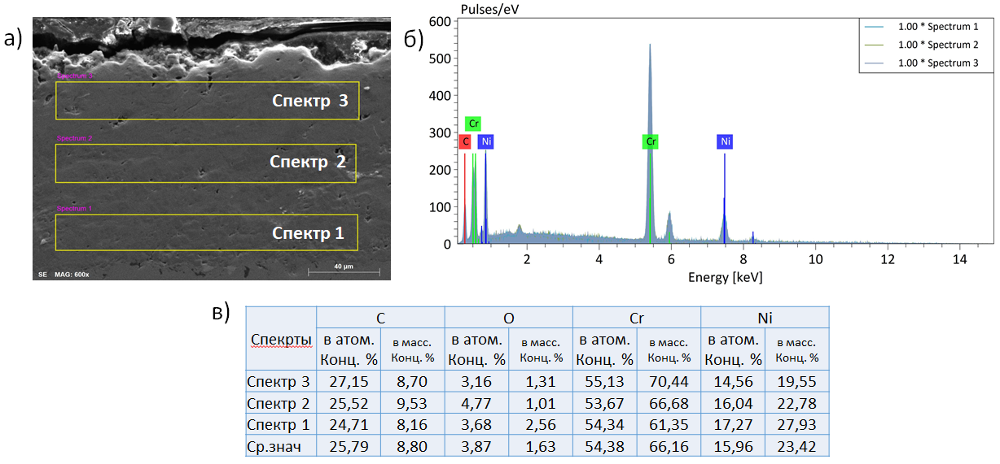 а)
Spectrum 3
Спектр 3
Spectrum 2
Спектр 2
Spectrum 1
Спектр 1
40 µm
SE MAG: 600x
б)
Pulses/eV
600
500
400
300
200
100
0
1.00 * Spectrum 1
1.00 * Spectrum 2
1.00 * Spectrum 3
Cr
C
Ni
Cr
Ni
2 4 6 8 10 12 14
Energy [keV]
в)
Спекрты C O Cr Ni
в атом. Конц. % в масс. Конц. % в атом. Конц. % в масс. Конц. % в атом. Конц. % в масс. Конц. % в атом. Конц. % в масс. Конц. %
Спектр 3 27,15 8,70 3,16 1,31 55,13 70,44 14,56 19,55
Спектр 2 25,52 9,53 4,77 1,01 53,67 66,68 16,04 22,78
Спектр 1 24,71 8,16 3,68 2,56 54,34 61,35 17,27 27,93
Ср.знач 25,79 8,80 3,87 1,63 54,38 66,16 15,96 23,42